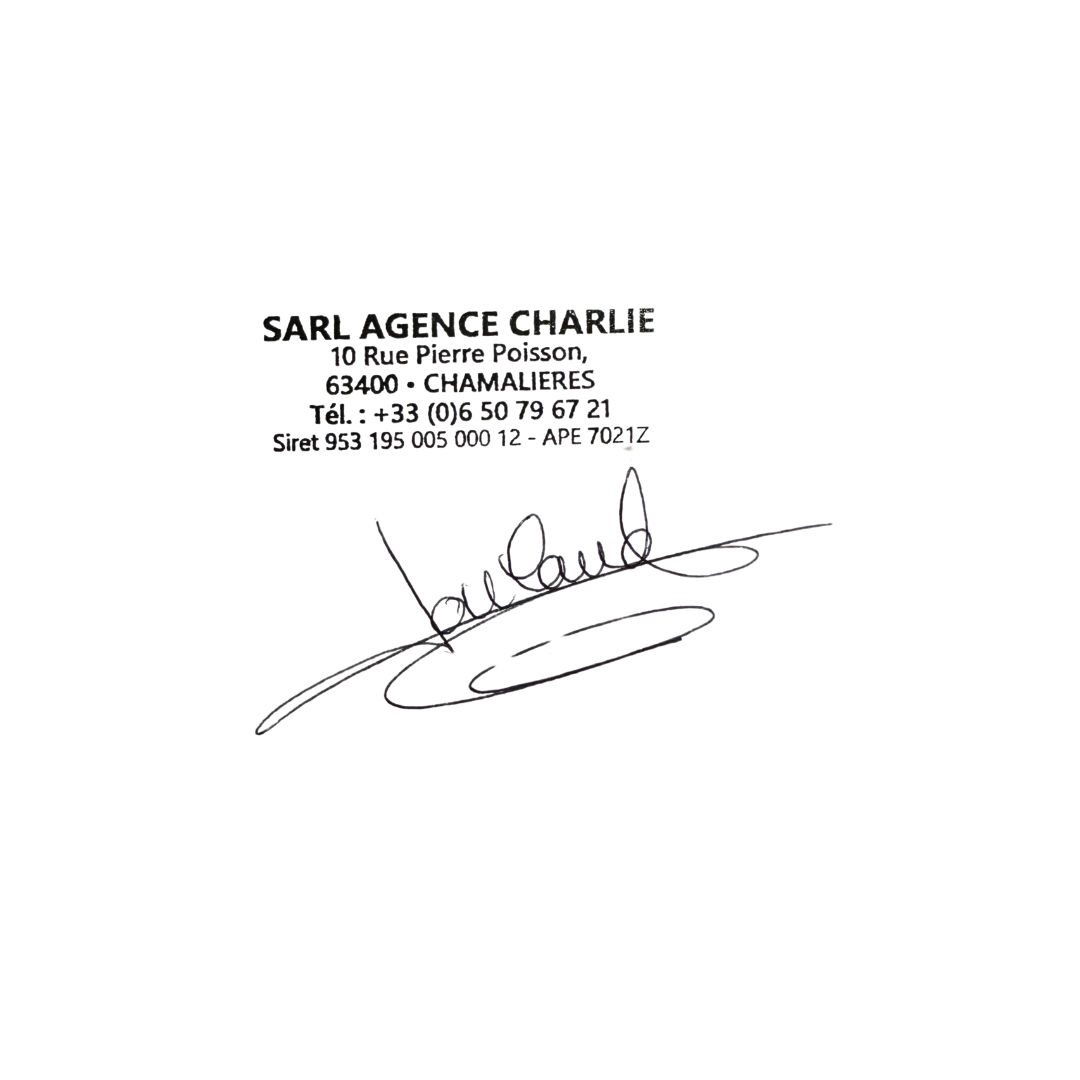 SARL AGENCE CHARLIE
10 Rue Pierre Poisson,
63400 • CHAMALIERES
Tél. : +33 (0)6 50 79 67 21
Siret 953 195 005 000 12 - APE 7021Z